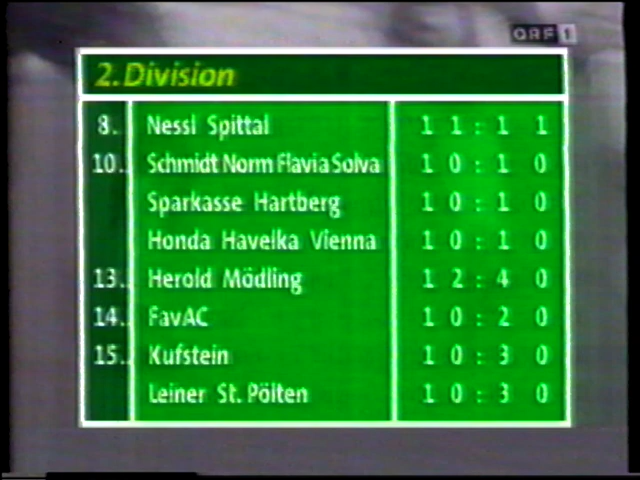 ORF 1
2.Division
8. Nessl Spittal 1 1 : 1 1
10. Schmidt Norm Flavia Solva 1 0 : 1 0
Sparkasse Hartberg 1 0 : 1 0
Honda Havelka Vienna 1 0 : 1 0
13. Herold Mödling 1 2 : 4 0
14. FavAC 1 0 : 2 0
15. Kufstein 1 0 : 3 0
Leiner St. Pölten 1 0 : 3 0